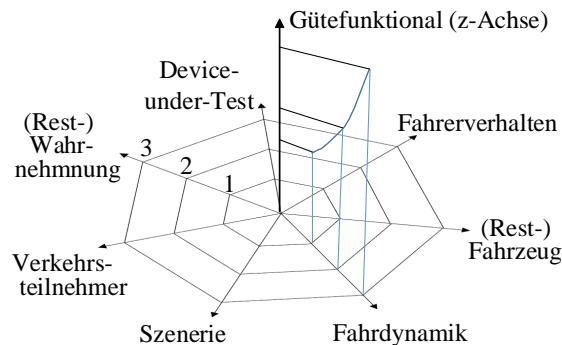 Gütefunktional (z-Achse)
Device-
under-Test
Fahrerverhalten
(Rest-)
Wahr-
nehmnung
3
2
1
(Rest-)
Fahrzeug
Verkehrs-
teilnehmer
Szenerie
Fahrdynamik